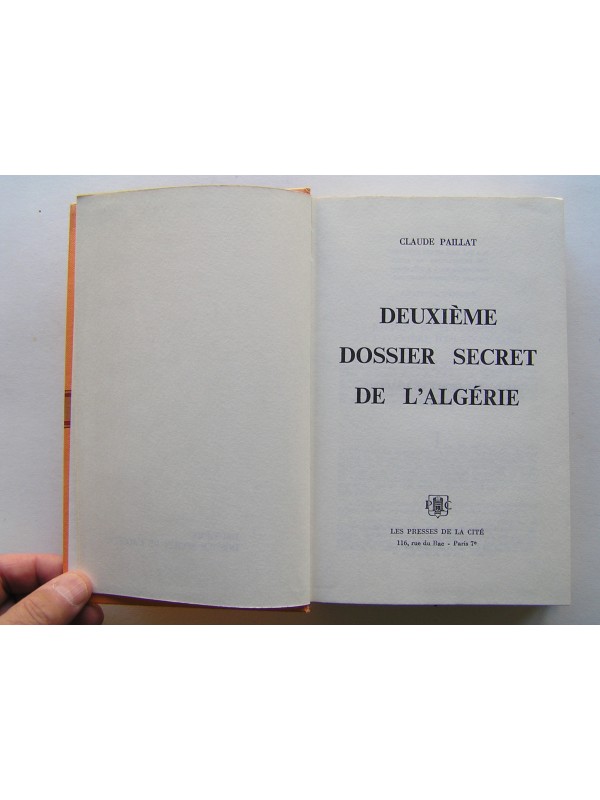 CLAUDE PAILLAT
DEUXIÈME
DOSSIER SECRET
DE L'ALGÉRIE
P C
LES PRESSES DE LA CITÉ
116, rue du Bac - Paris 7e